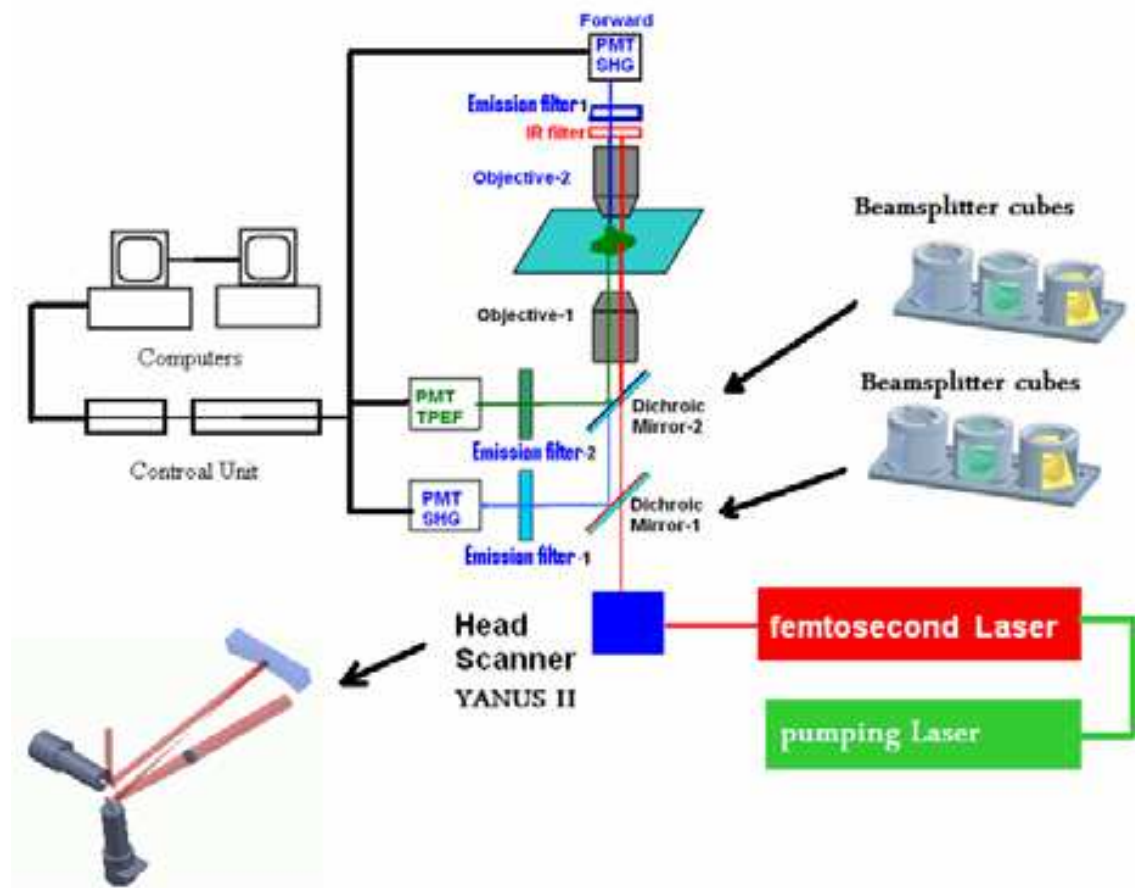 Forward
PMT
SHG
Emission filter 1
IR filter
Objective-2
Beamsplitter cubes
Objective-1
Computers
Beamsplitter cubes
PMT
TPEF
Dichroic
Mirror-2
Emission filter-2
Controal Unit
PMT
SHG
Dichroic
Mirror-1
Emission filter-1
Head
Scanner
YANUS II
femtosecond Laser
pumping Laser